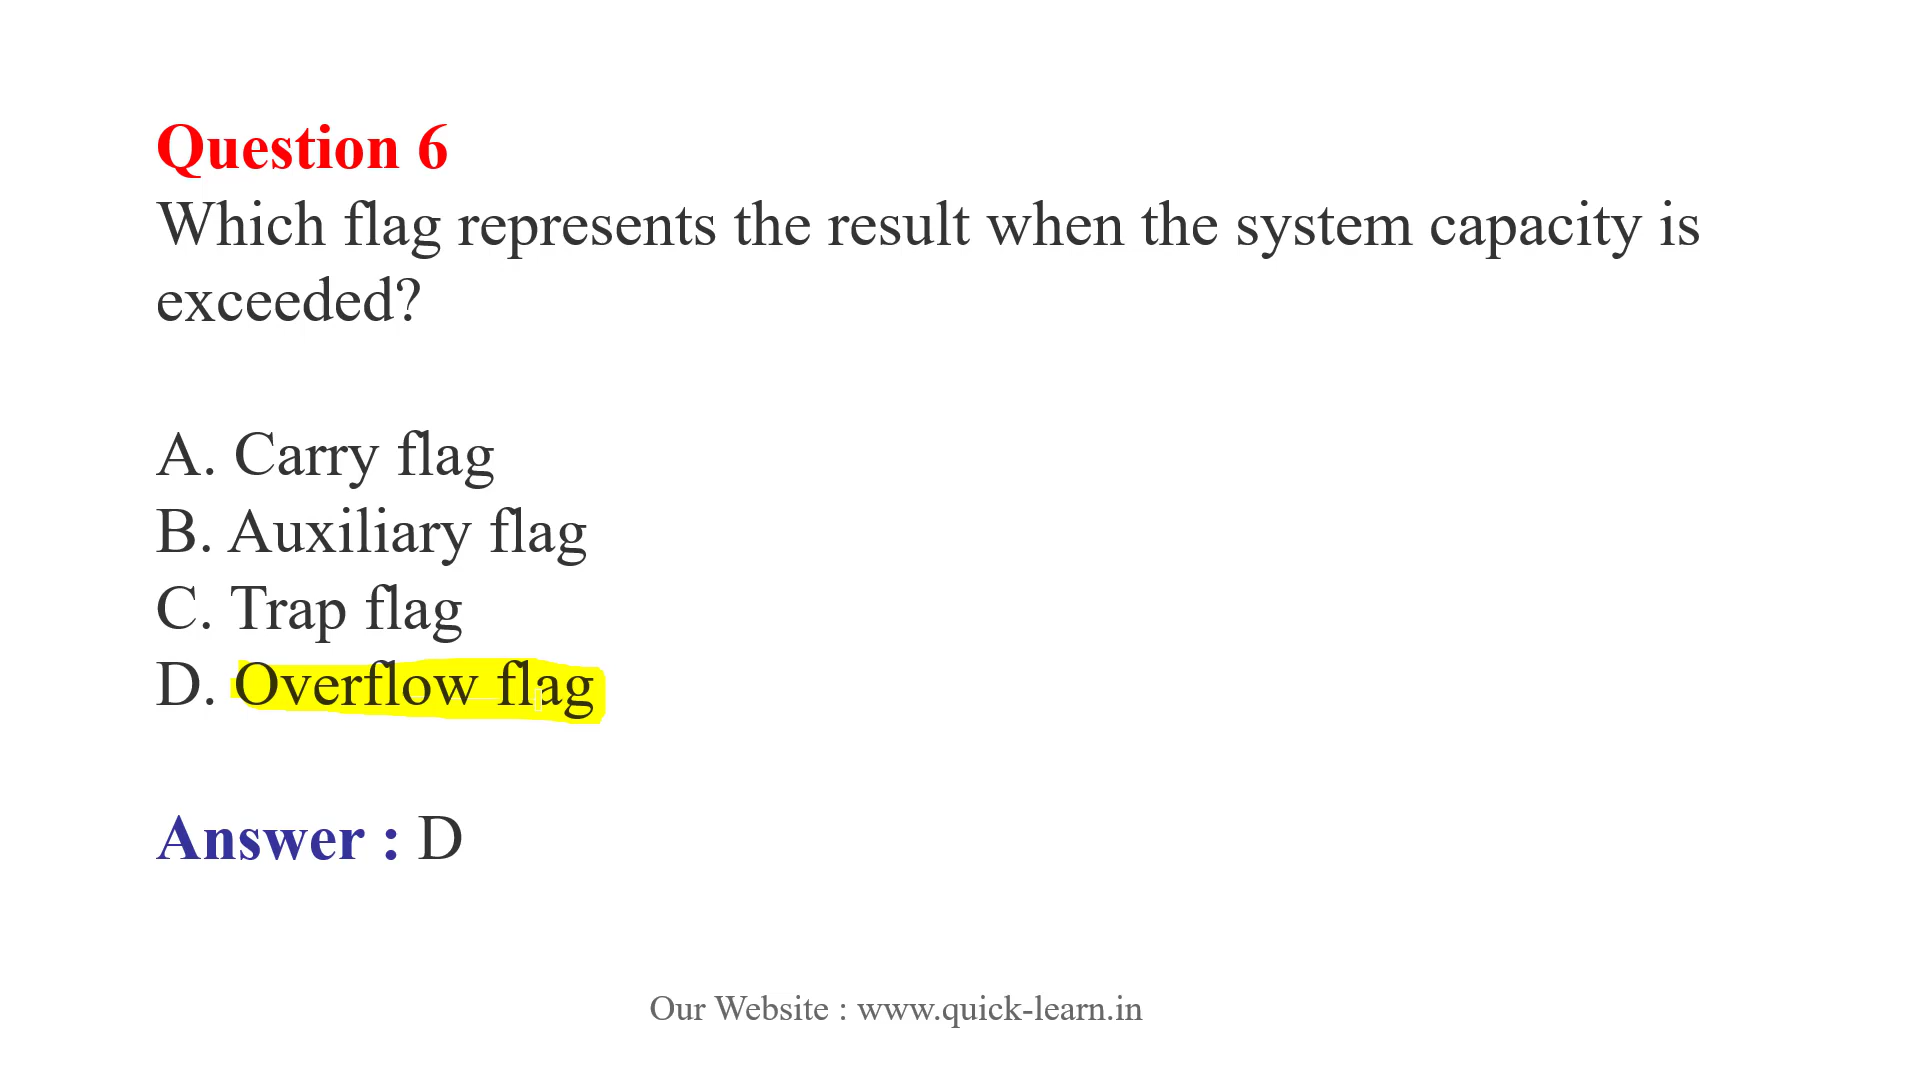 Question 6
Which flag represents the result when the system capacity is
exceeded?
A. Carry flag
B. Auxiliary flag
C. Trap flag
D. Overflow flag
Answer : D
Our Website : www.quick-learn.in